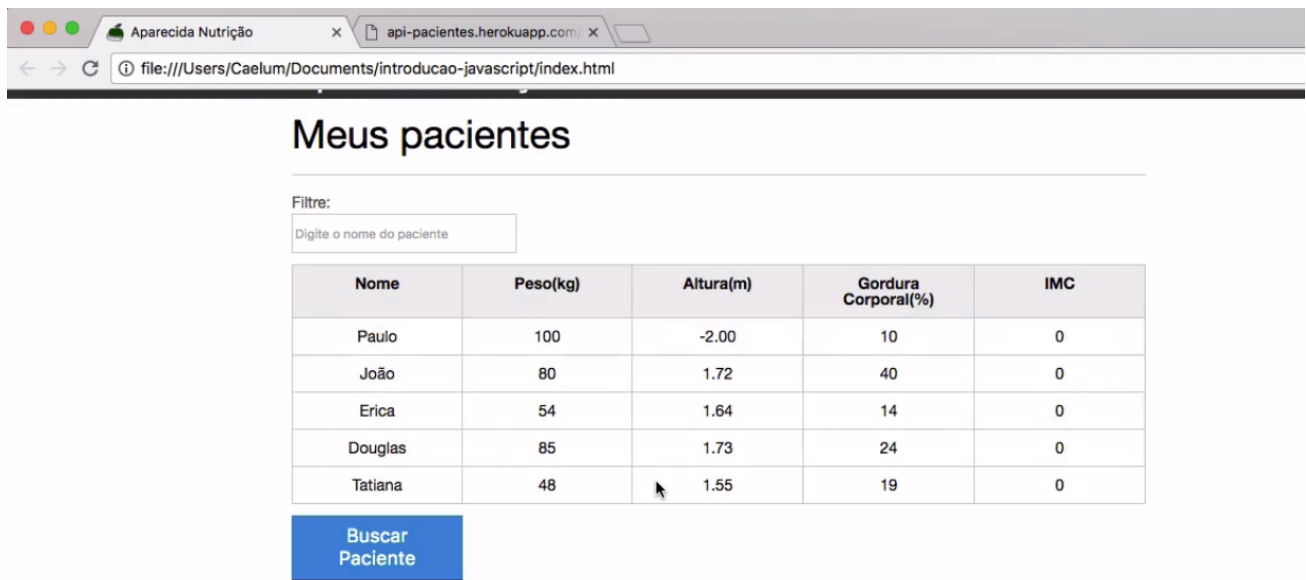 Aparecida Nutrição
api-pacientes.herokuapp.com/
file:///Users/Caelum/Documents/introducao-javascript/index.html
Meus pacientes
Filtre:
Digite o nome do paciente
Nome Peso(kg) Altura(m) Gordura Corporal(%) IMC
Paulo 100 -2.00 10 0
João 80 1.72 40 0
Erica 54 1.64 14 0
Douglas 85 1.73 24 0
Tatiana 48 1.55 19 0
Buscar
Paciente